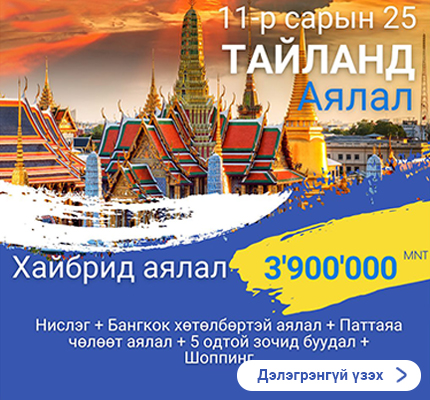 11-р сарын 25
ТАЙЛАНД
Аялал
Хайбрид аялал
3'900'000 MNT
Нислэг + Бангкок хөтөлбөртэй аялал + Паттаяа
чөлөөт аялал + 5 одтой зочид буудал +
Шоппинг
Дэлэгрэнгүй үзэх